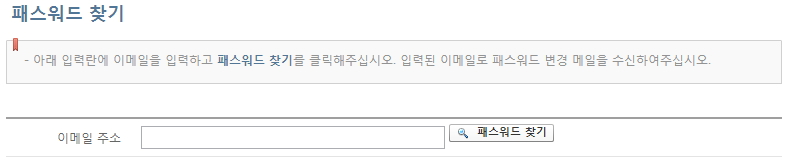 패스워드 찾기
- 아래 입력란에 이메일을 입력하고 패스워드 찾기를 클릭해주십시오. 입력된 이메일로 패스워드 변경 메일을 수신하여주십시오.
이메일 주소 패스워드 찾기